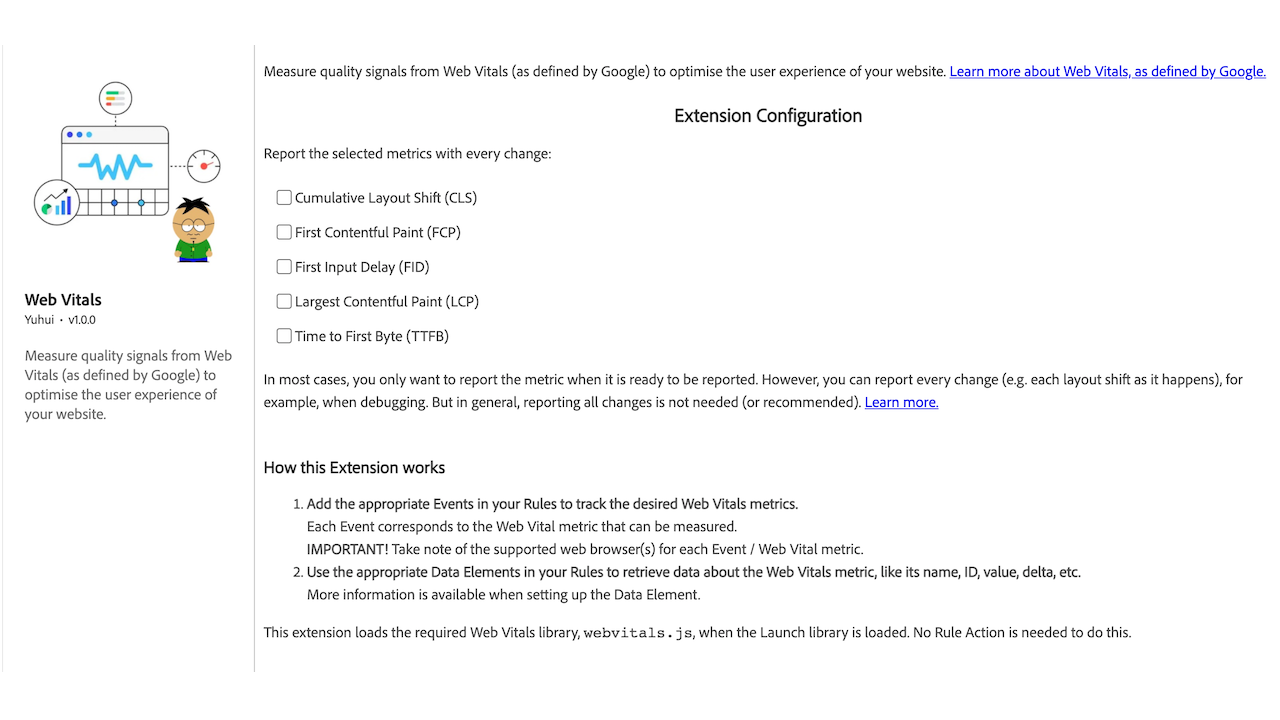 Web Vitals
Yuhui • v1.0.0
Measure quality signals from Web
Vitals (as defined by Google) to
optimise the user experience of
your website.
Measure quality signals from Web Vitals (as defined by Google) to optimise the user experience of your website. Learn more about Web Vitals, as defined by Google.
Extension Configuration
Report the selected metrics with every change:
Cumulative Layout Shift (CLS)
First Contentful Paint (FCP)
First Input Delay (FID)
Largest Contentful Paint (LCP)
Time to First Byte (TTFB)
In most cases, you only want to report the metric when it is ready to be reported. However, you can report every change (e.g. each layout shift as it happens), for
example, when debugging. But in general, reporting all changes is not needed (or recommended). Learn more.
How this Extension works
1. Add the appropriate Events in your Rules to track the desired Web Vitals metrics.
Each Event corresponds to the Web Vital metric that can be measured.
IMPORTANT! Take note of the supported web browser(s) for each Event / Web Vital metric.
2. Use the appropriate Data Elements in your Rules to retrieve data about the Web Vitals metric, like its name, ID, value, delta, etc.
More information is available when setting up the Data Element.
This extension loads the required Web Vitals library, webvitals.js, when the Launch library is loaded. No Rule Action is needed to do this.